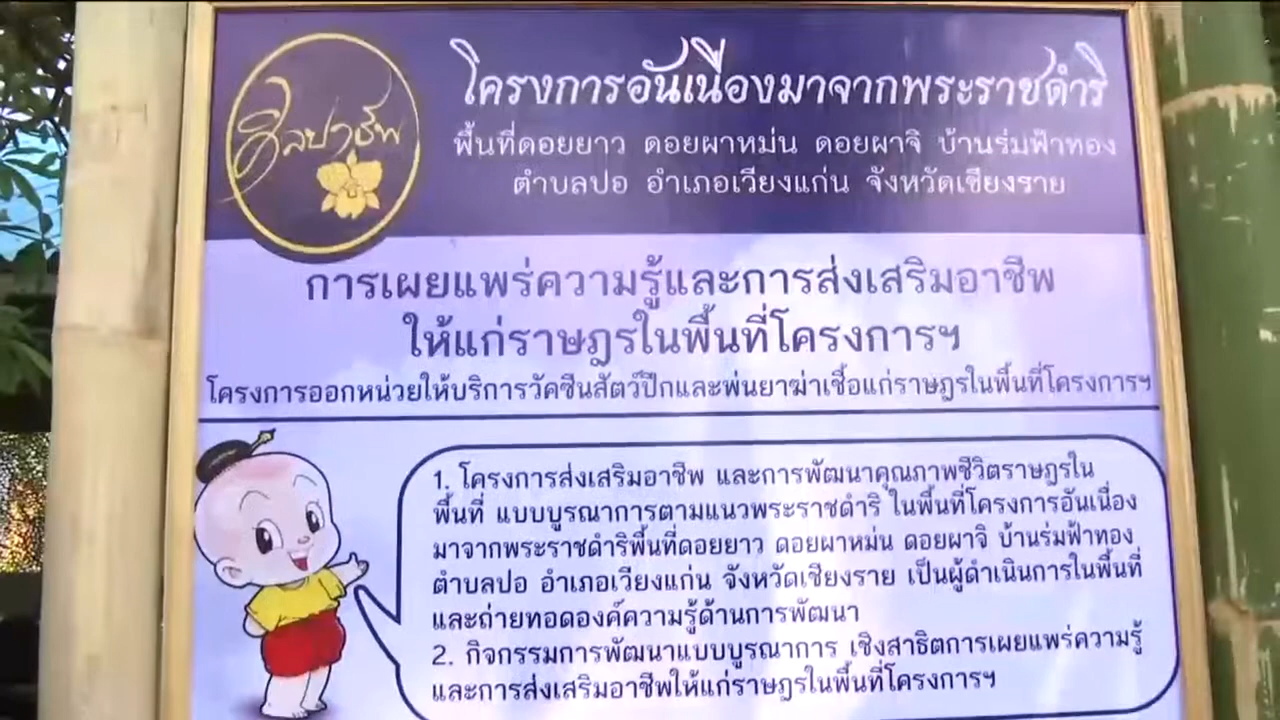 ศิลปาชีพ
โครงการอันเนื่องมาจากพระราชดำริ
พื้นที่ดอยยาว ดอยผาหม่น ดอยผาจิ บ้านร่มฟ้าทอง
ตำบลปอ อำเภอเวียงแก่น จังหวัดเชียงราย
การเผยแพร่ความรู้และการส่งเสริมอาชีพ
ให้แก่ราษฎรในพื้นที่โครงการฯ
โครงการออกหน่วยให้บริการวัคซีนสัตว์ปีกและพ่นยาฆ่าเชื้อแก่ราษฎรในพื้นที่โครงการฯ
1. โครงการส่งเสริมอาชีพ และการพัฒนาคุณภาพชีวิตราษฎรใน
พื้นที่ แบบบูรณาการตามแนวพระราชดำริ ในพื้นที่โครงการอันเนื่อง
มาจากพระราชดำริพื้นที่ดอยยาว ดอยผาหม่น ดอยผาจิ บ้านร่มฟ้าทอง
ตำบลปอ อำเภอเวียงแก่น จังหวัดเชียงราย เป็นผู้ดำเนินการในพื้นที่
และถ่ายทอดองค์ความรู้ด้านการพัฒนา
2. กิจกรรมการพัฒนาแบบบูรณาการ เชิงสาธิตการเผยแพร่ความรู้
และการส่งเสริมอาชีพให้แก่ราษฎรในพื้นที่โครงการฯ